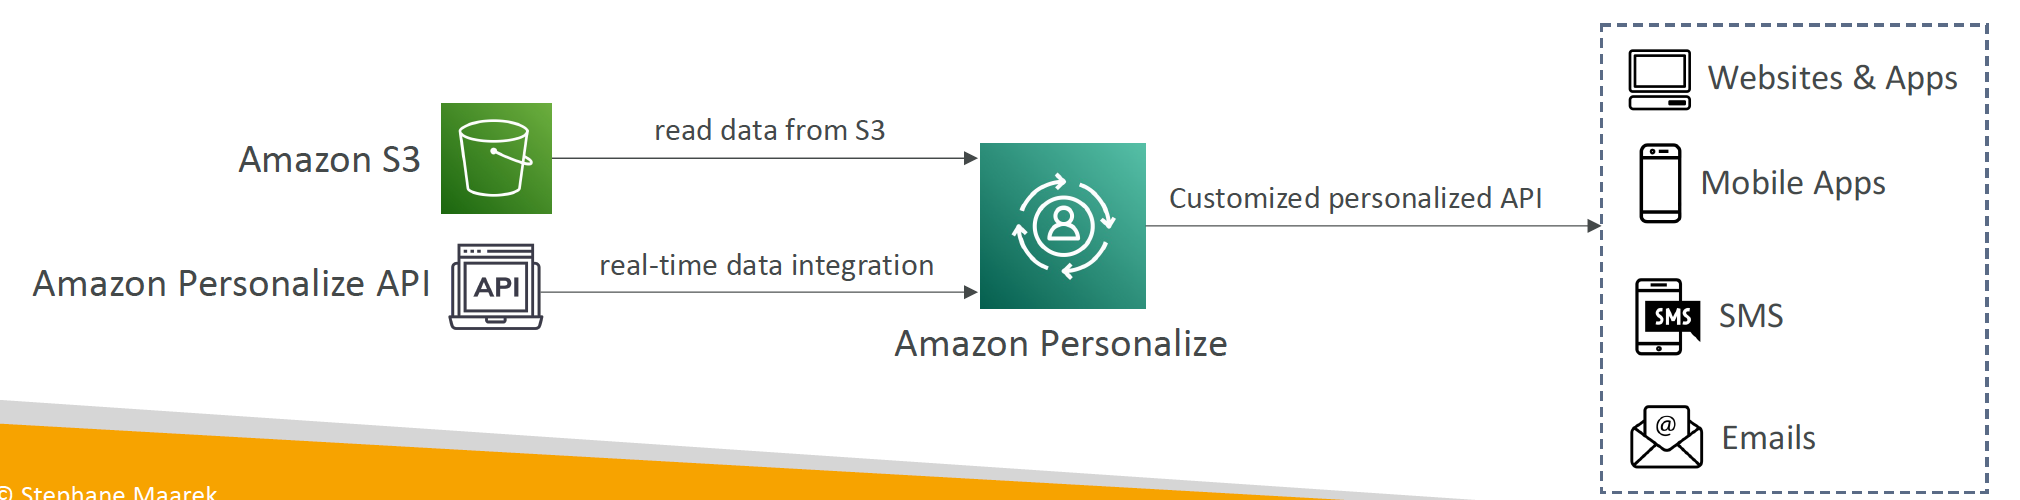 Websites & Apps
read data from S3
Amazon S3
Mobile Apps
Customized personalized API
Amazon Personalize API
API
real-time data integration
Amazon Personalize
SMS
SMS
@
Emails
© Stephane Maarek